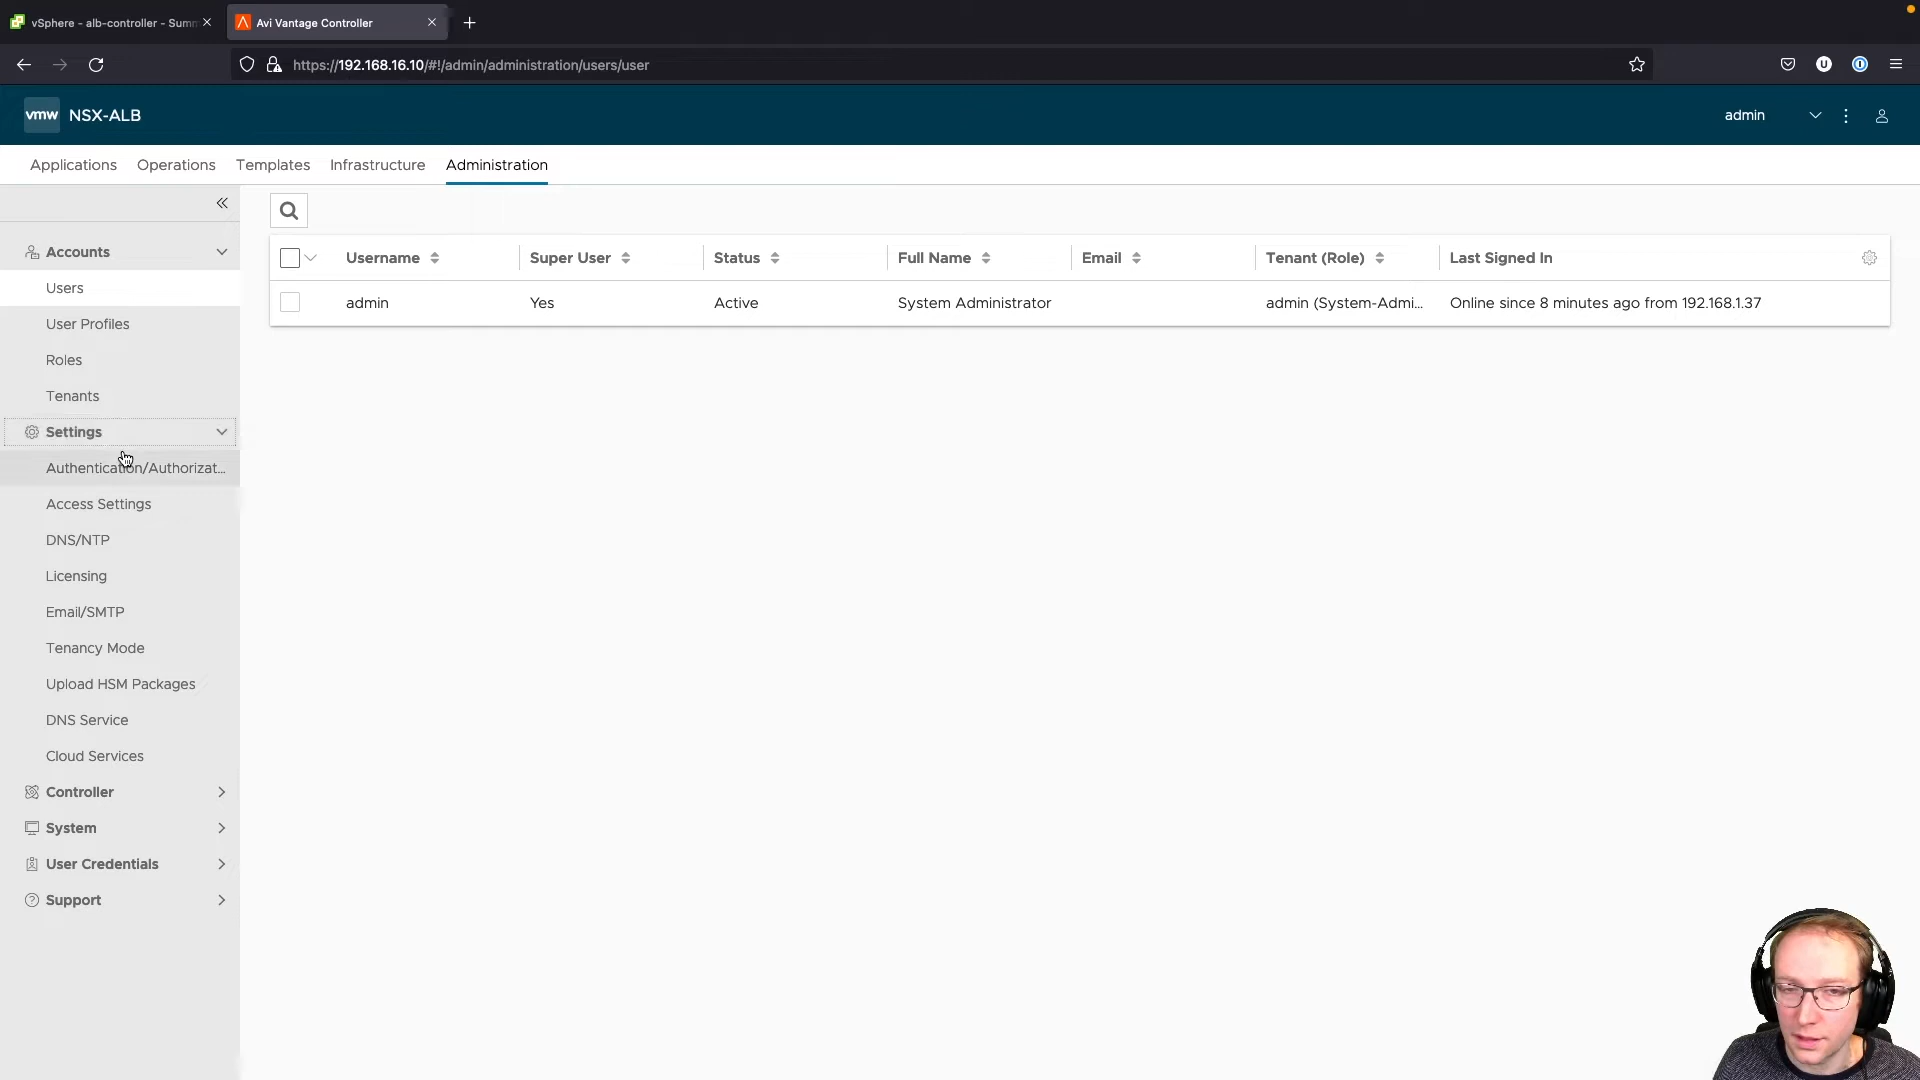 vSphere - alb-controller - Summ
Avi Vantage Controller
https://192.168.16.10/#!/admin/administration/users/user
vmw NSX-ALB
admin
Applications Operations Templates Infrastructure Administration
Accounts
Users
User Profiles
Roles
Tenants
Settings
Authentication/Authorizat...
Access Settings
DNS/NTP
Licensing
Email/SMTP
Tenancy Mode
Upload HSM Packages
DNS Service
Cloud Services
Controller
System
User Credentials
Support
Username Super User Status Full Name Email Tenant (Role) Last Signed In
admin Yes Active System Administrator admin (System-Admi... Online since 8 minutes ago from 192.168.1.37